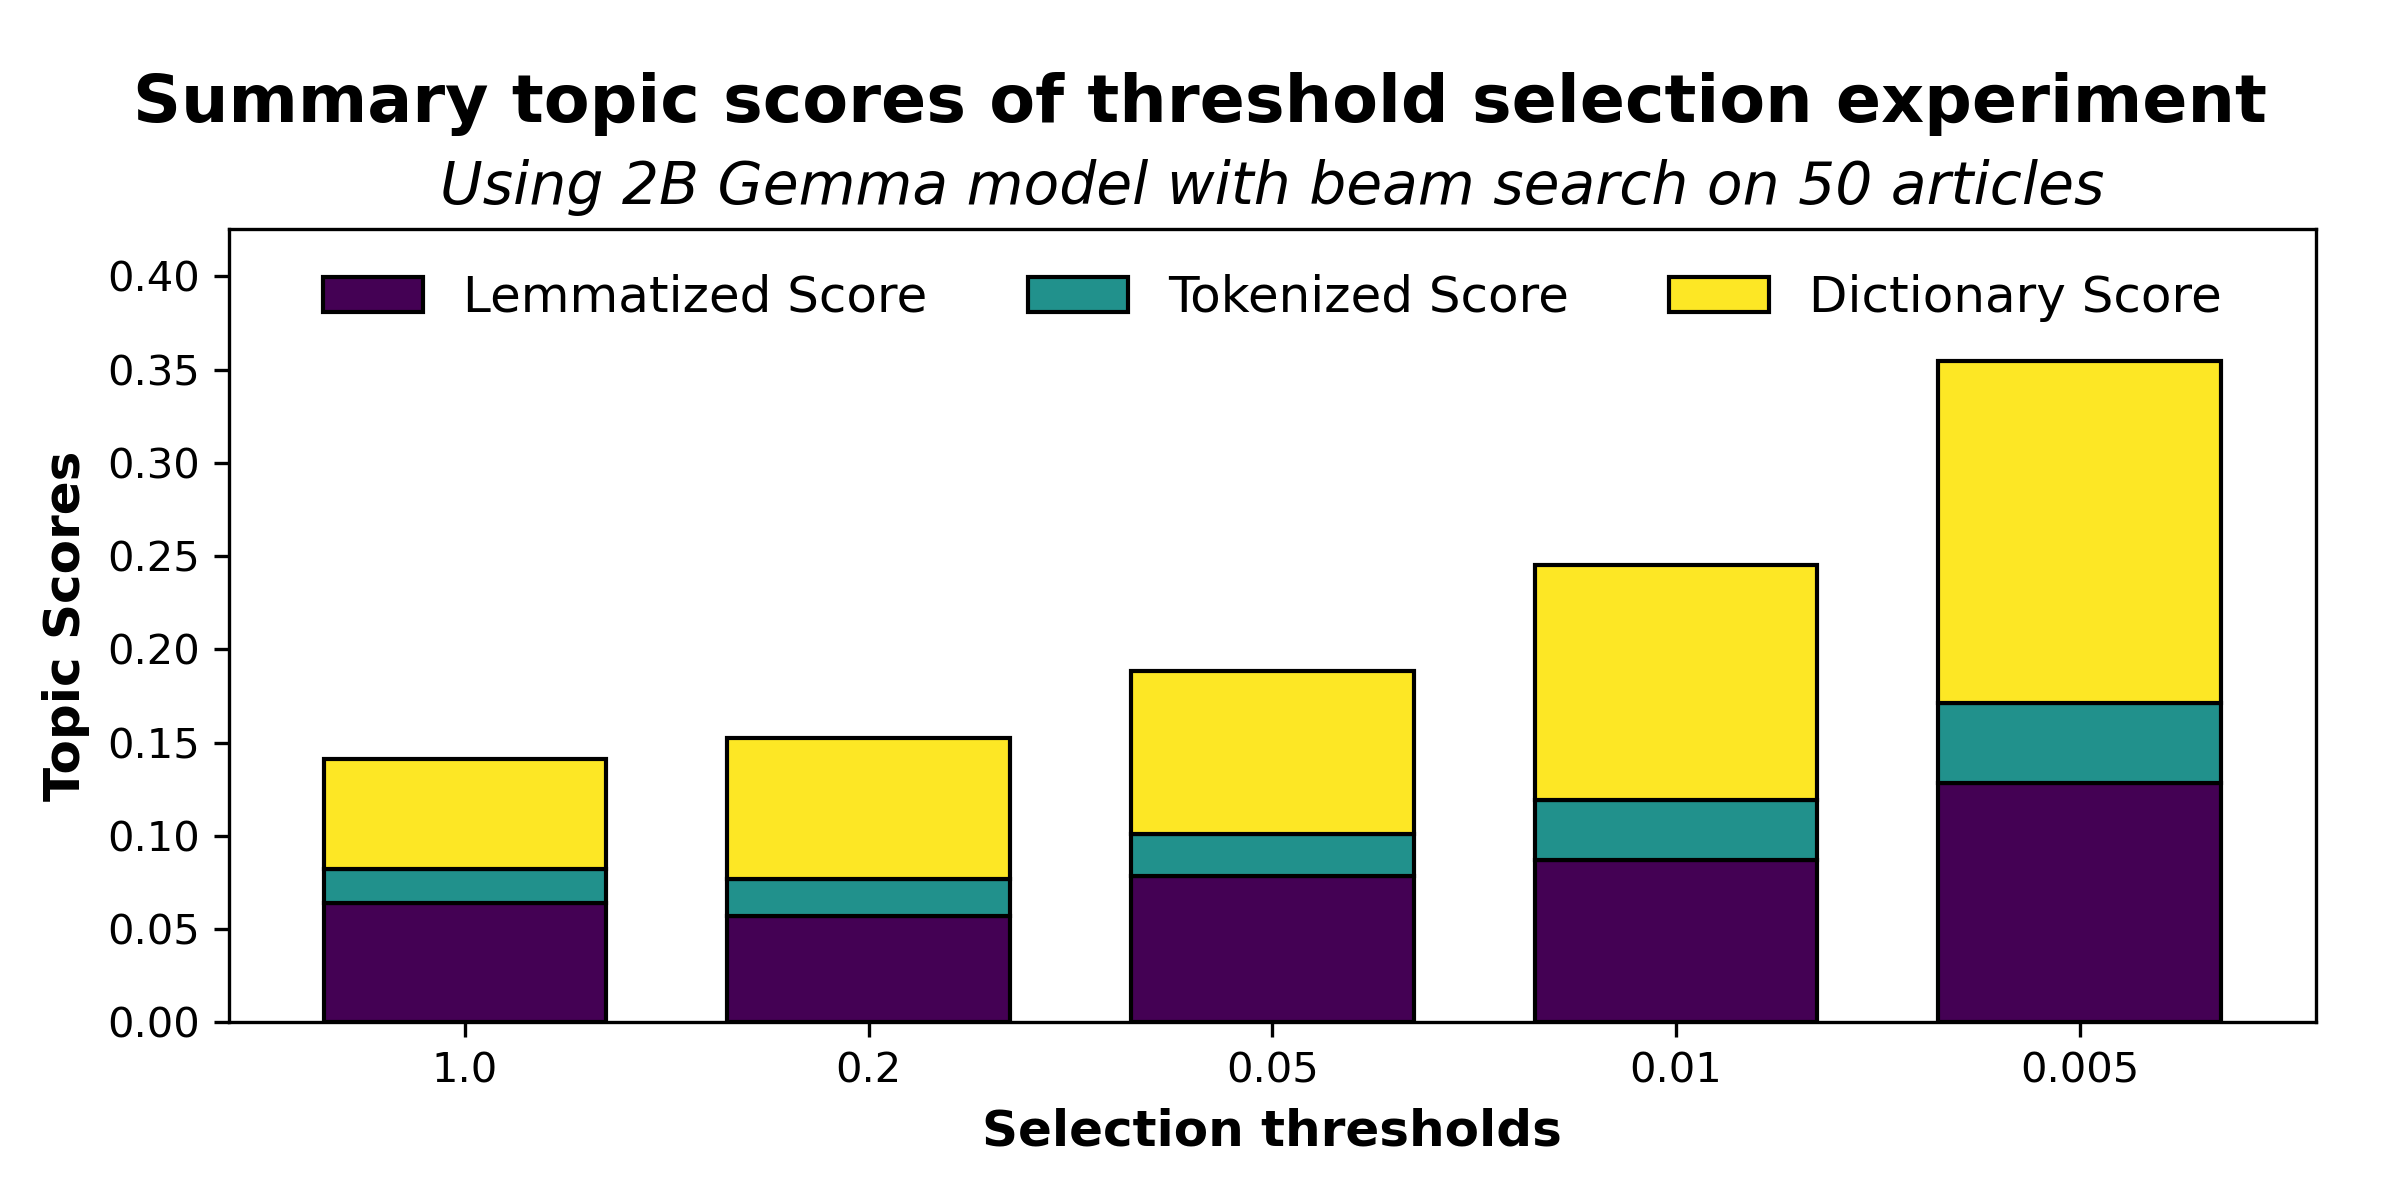 Summary topic scores of threshold selection experiment
Using 2B Gemma model with beam search on 50 articles
Lemmatized Score Tokenized Score Dictionary Score
Topic Scores
0.40
0.35
0.30
0.25
0.20
0.15
0.10
0.05
0.00
1.0 0.2 0.05 0.01 0.005
Selection thresholds